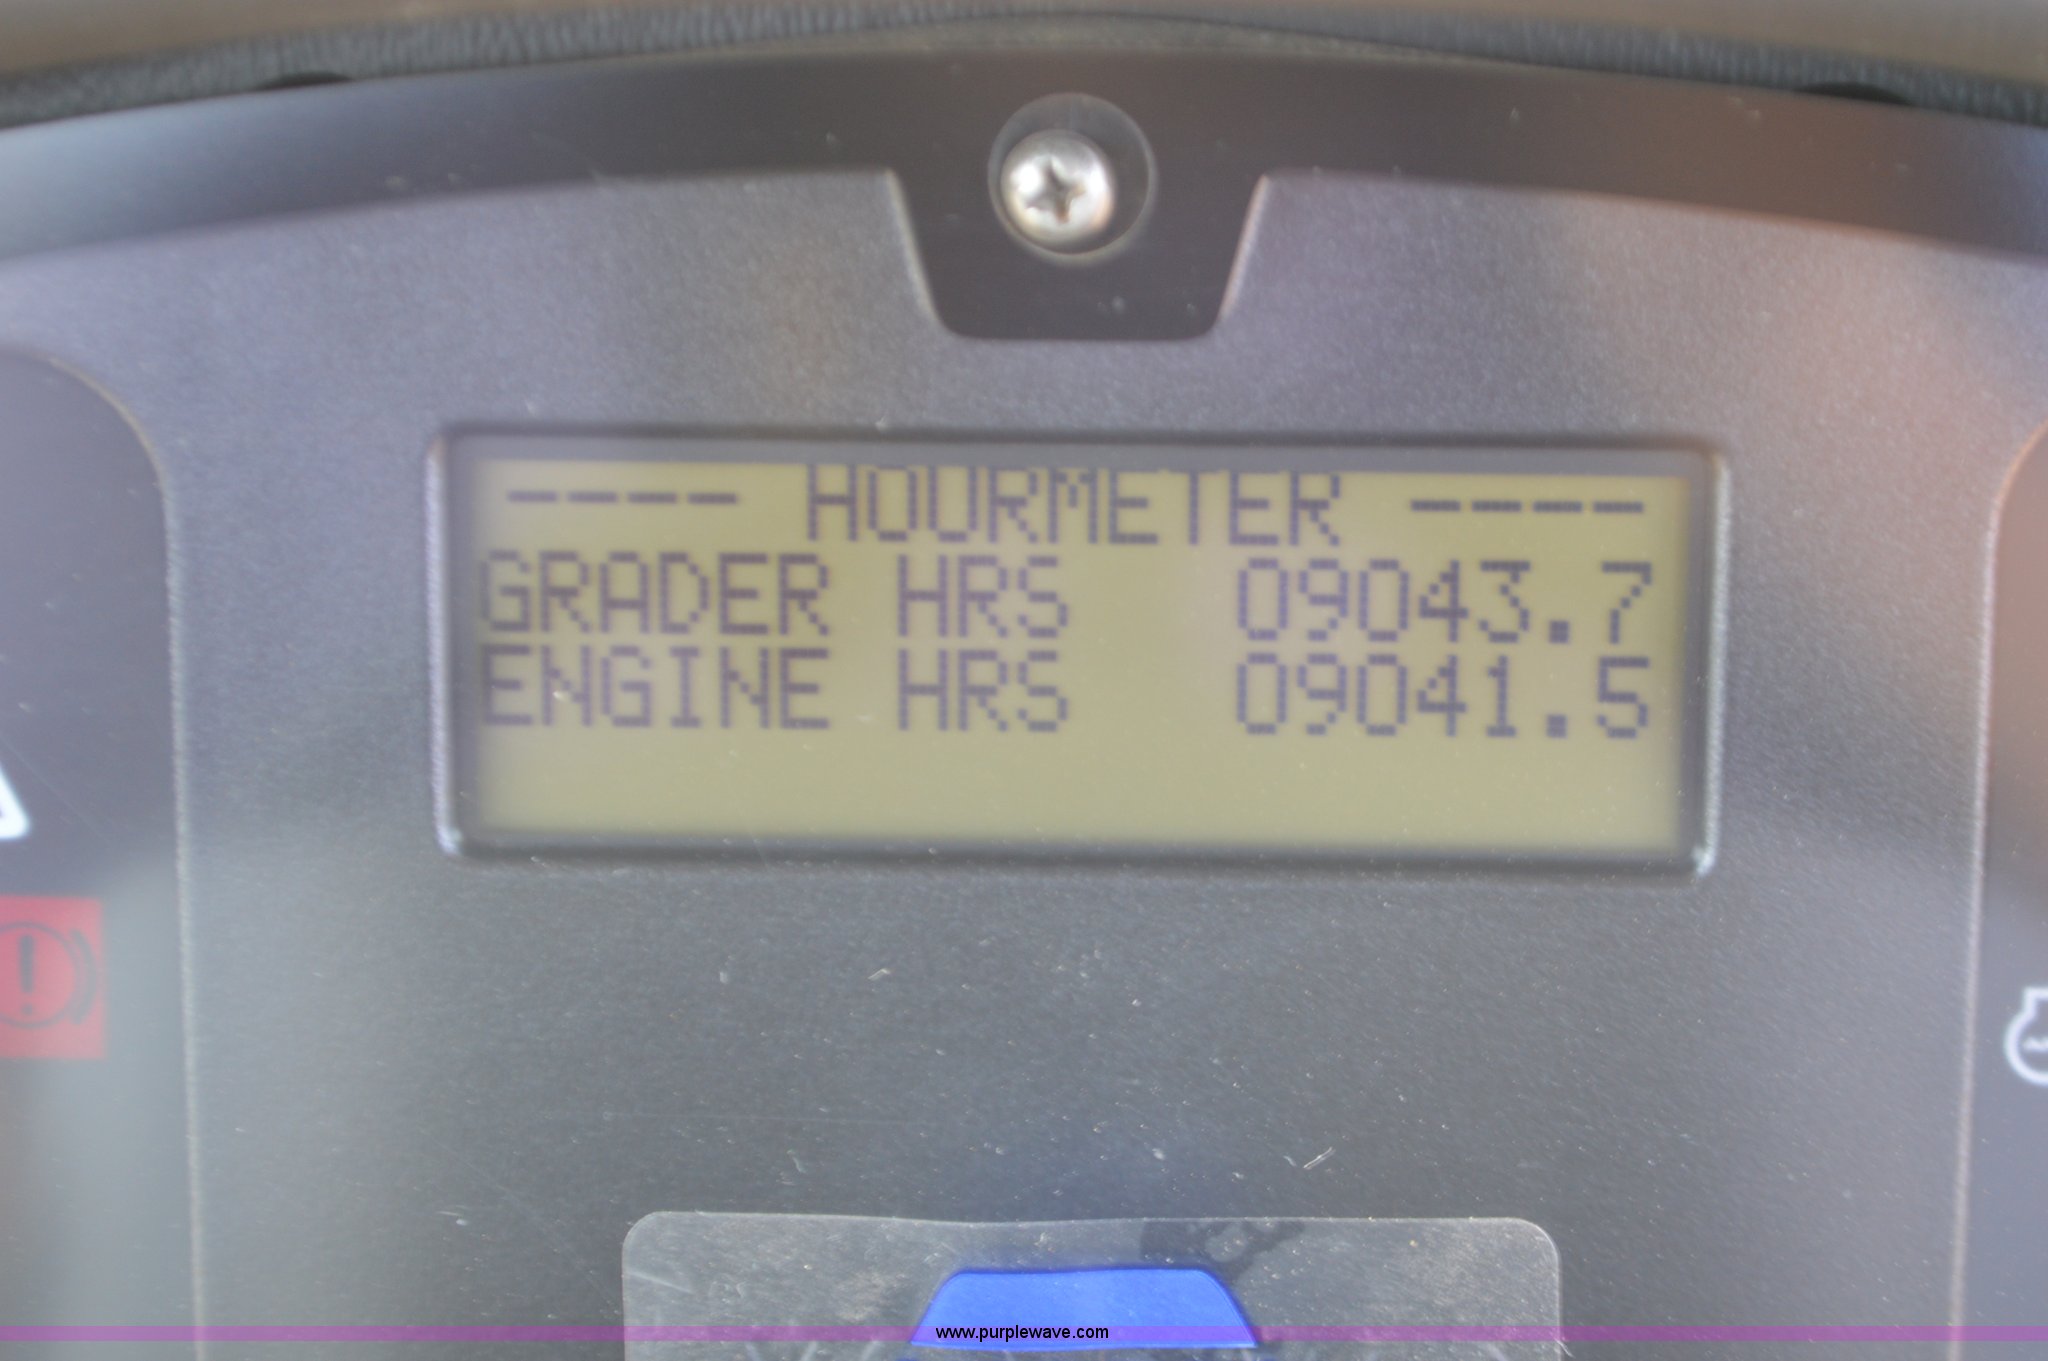 ---- HOURMETER ----
GRADER HRS 09043.7
ENGINE HRS 09041.5
www.purplewave.com